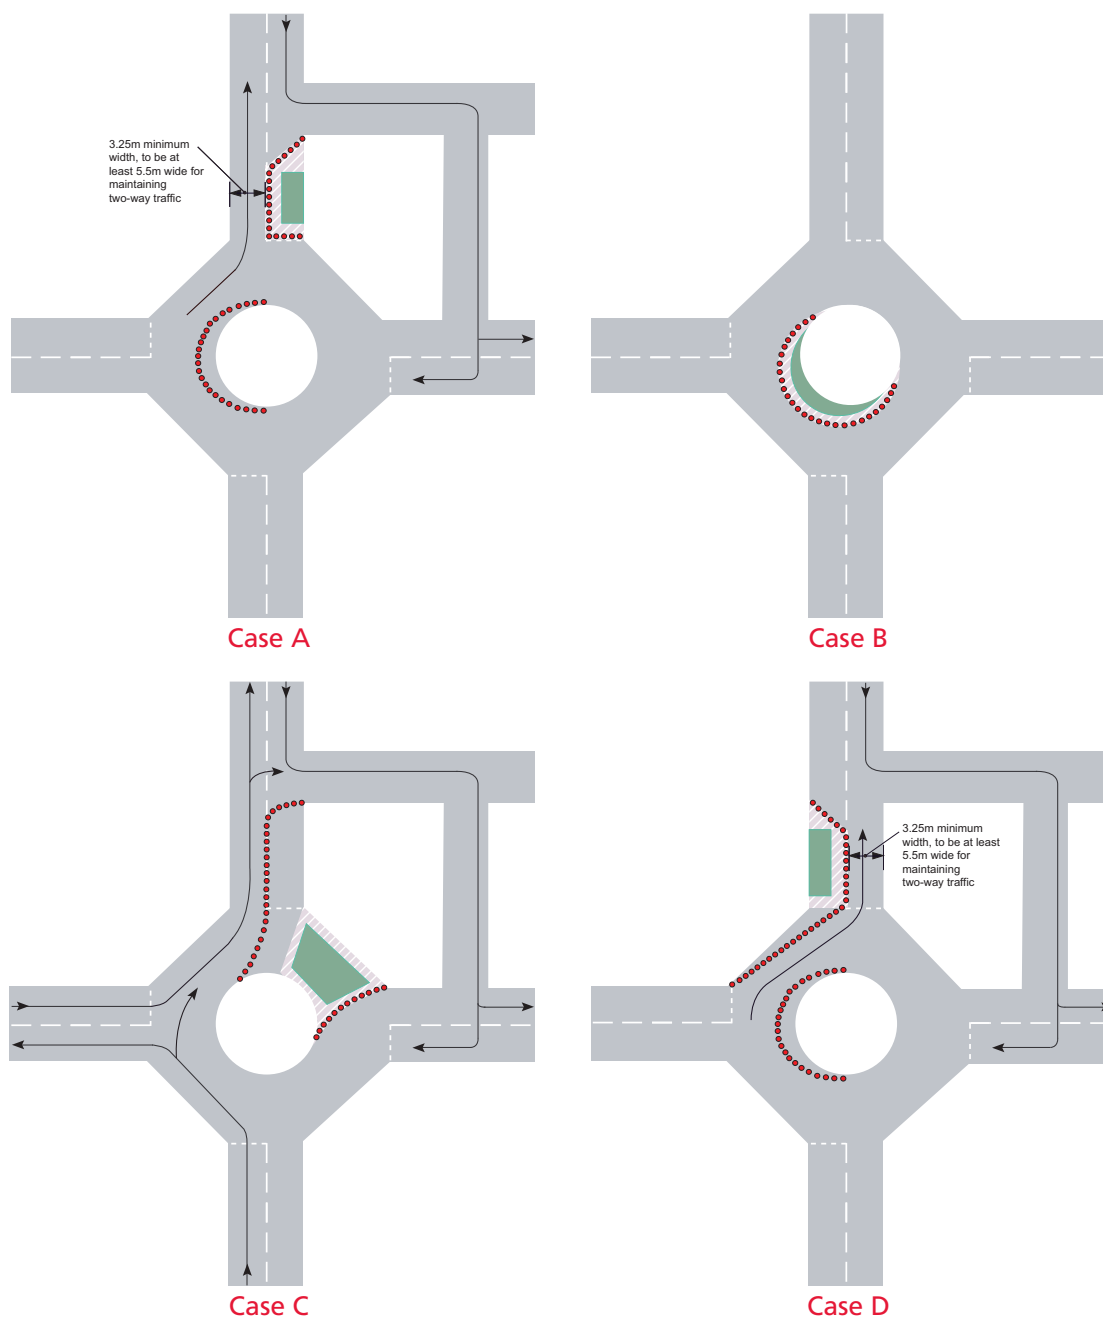 3.25m minimum
width, to be at
least 5.5m wide for
maintaining
two-way traffic
Case A
Case B
3.25m minimum
width, to be at least
5.5m wide for
maintaining
two-way traffic
Case C
Case D